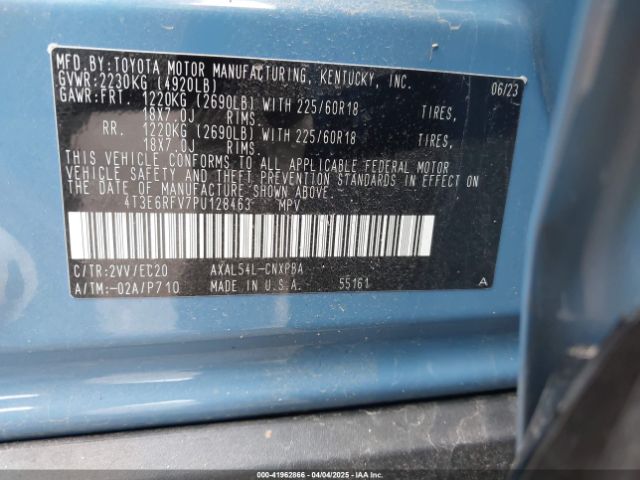 MFD.BY:TOYOTA MOTOR MANUFACTURING, KENTUCKY, INC.
GVWR:2230KG (4920LB) 06/23
GAWR:FRT. 1220KG (2690LB) WITH 225/60R18 TIRES,
18X7.0J RIMS.
RR. 1220KG (2690LB) WITH 225/60R18 TIRES,
18X7.0J RIMS.
THIS VEHICLE CONFORMS TO ALL APPLICABLE FEDERAL MOTOR
VEHICLE SAFETY AND THEFT PREVENTION STANDARDS IN EFFECT ON
THE DATE OF MANUFACTURE SHOWN ABOVE.
4T3E6RFV7PU128463 MPV
C/TR:2VV/EC20 AXAL54L-CNXPBA
A/TM:-02A/P710 MADE IN U.S.A. 55161 A
000-41962866 - 04/04/2025 - IAAI.COM